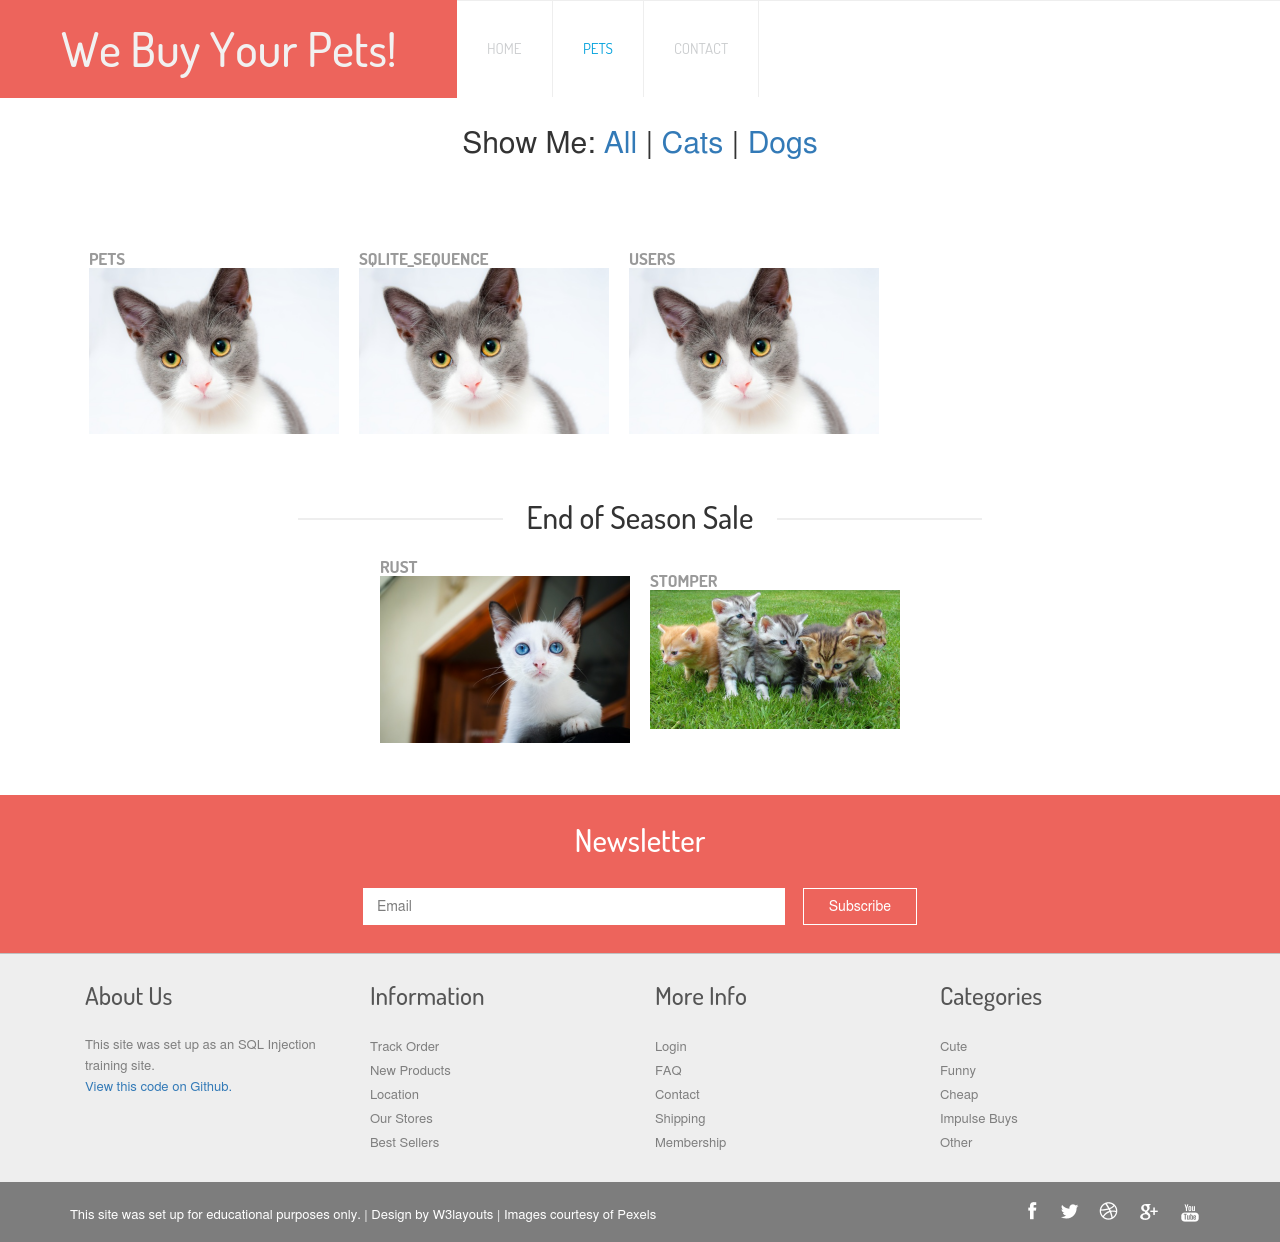 We Buy Your Pets!
HOME
PETS
CONTACT
Show Me: All | Cats | Dogs
PETS
SQLITE_SEQUENCE
USERS
End of Season Sale
RUST
STOMPER
Newsletter
Email
Subscribe
About Us
This site was set up as an SQL Injection
training site.
View this code on Github.
Information
Track Order
New Products
Location
Our Stores
Best Sellers
More Info
Login
FAQ
Contact
Shipping
Membership
Categories
Cute
Funny
Cheap
Impulse Buys
Other
This site was set up for educational purposes only. | Design by W3layouts | Images courtesy of Pexels
You
Tube